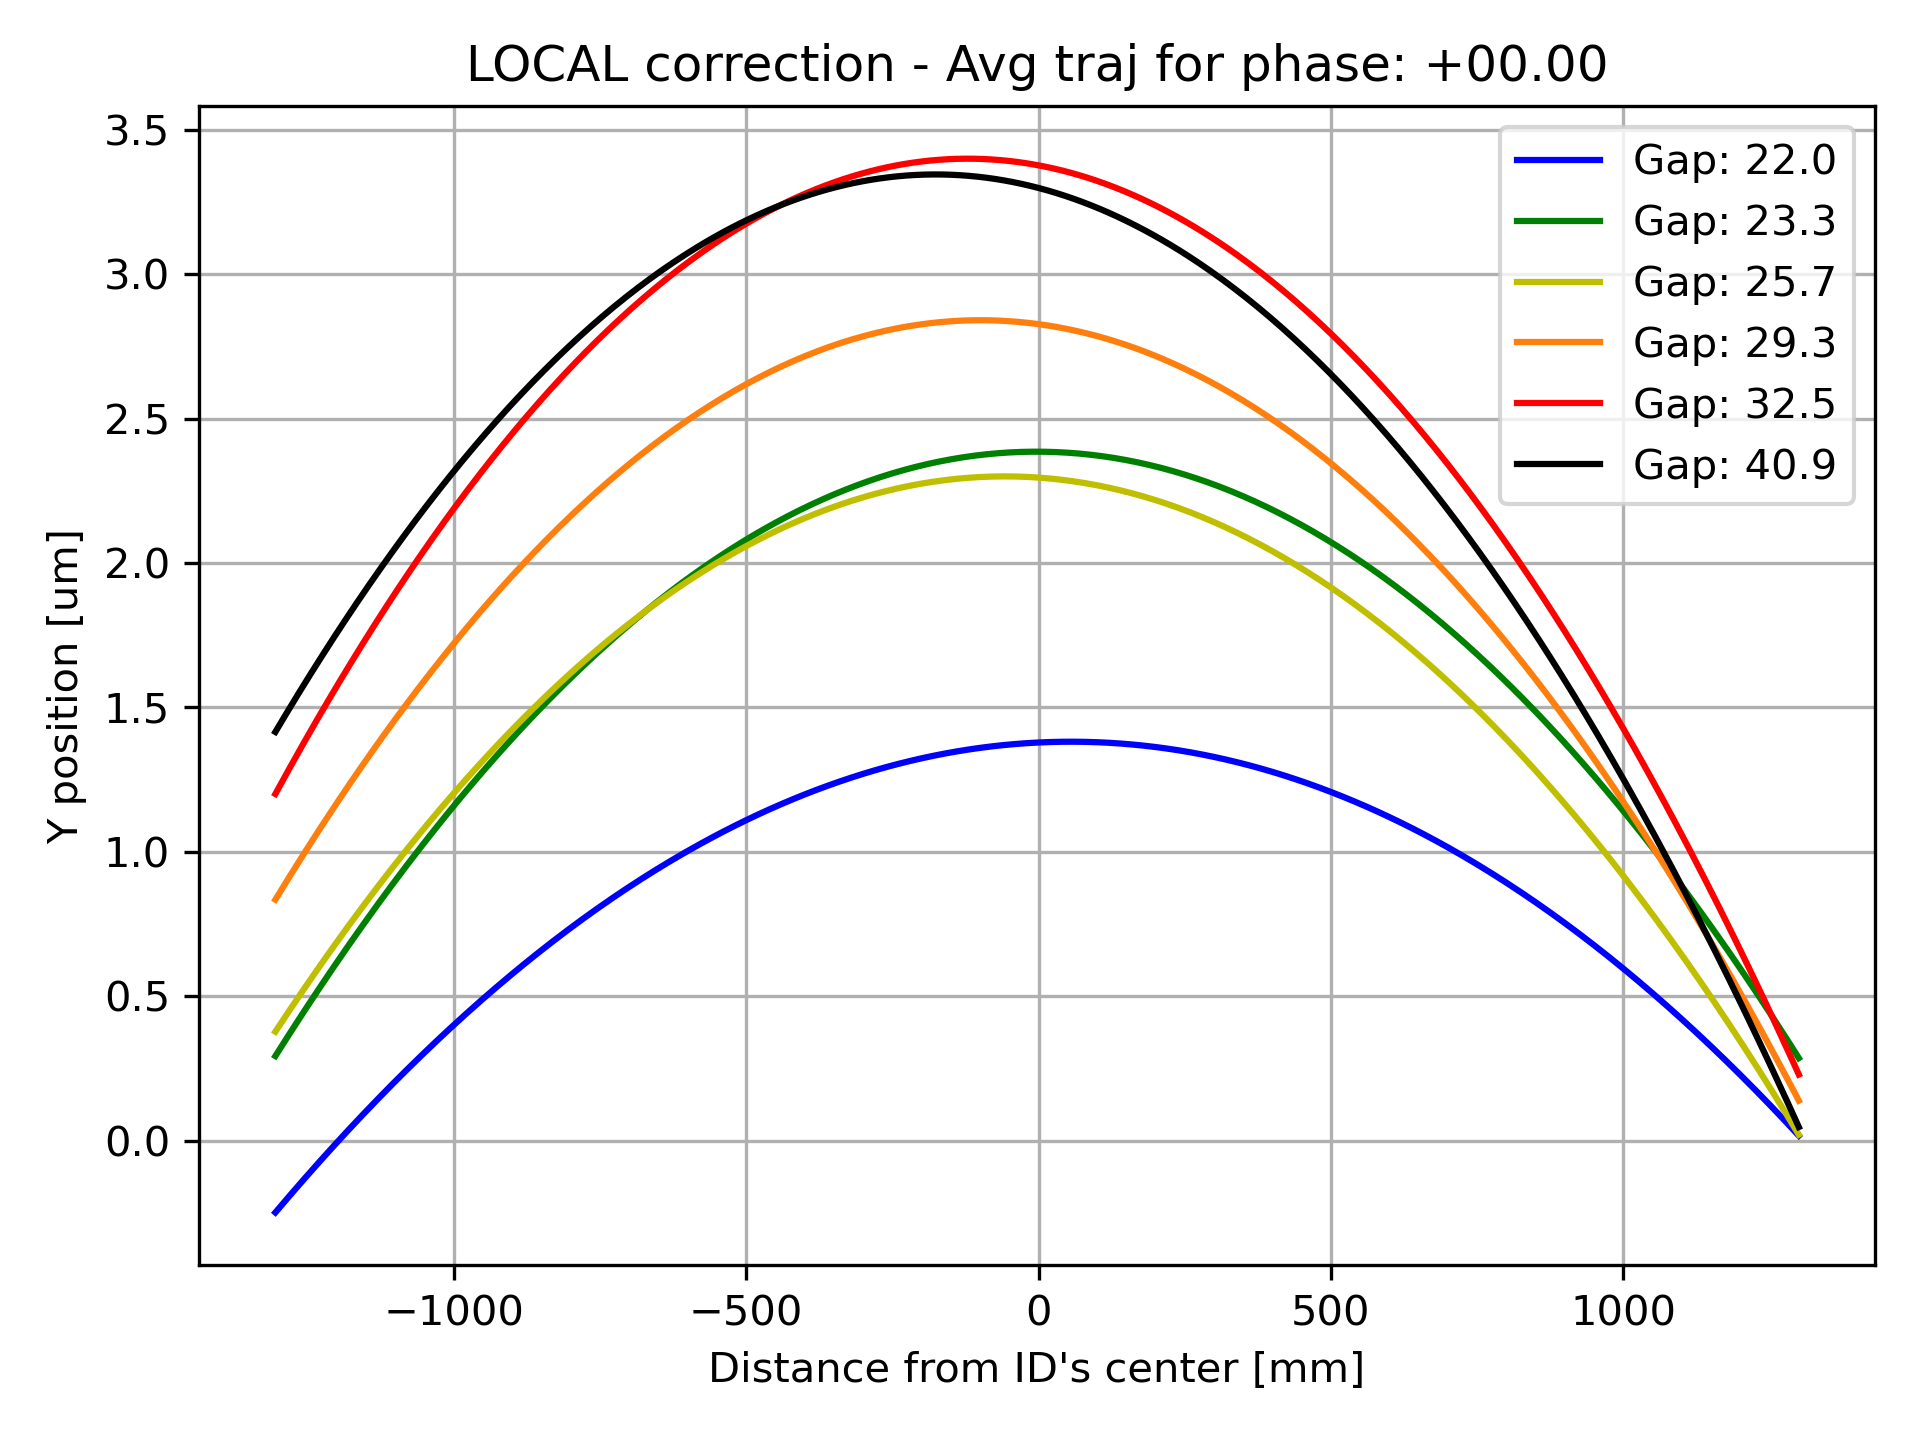 LOCAL correction - Avg traj for phase: +00.00
3.5
3.0
2.5
2.0
1.5
1.0
0.5
0.0
Y position [um]
Gap: 22.0
Gap: 23.3
Gap: 25.7
Gap: 29.3
Gap: 32.5
Gap: 40.9
−1000
−500
0
500
1000
Distance from ID's center [mm]